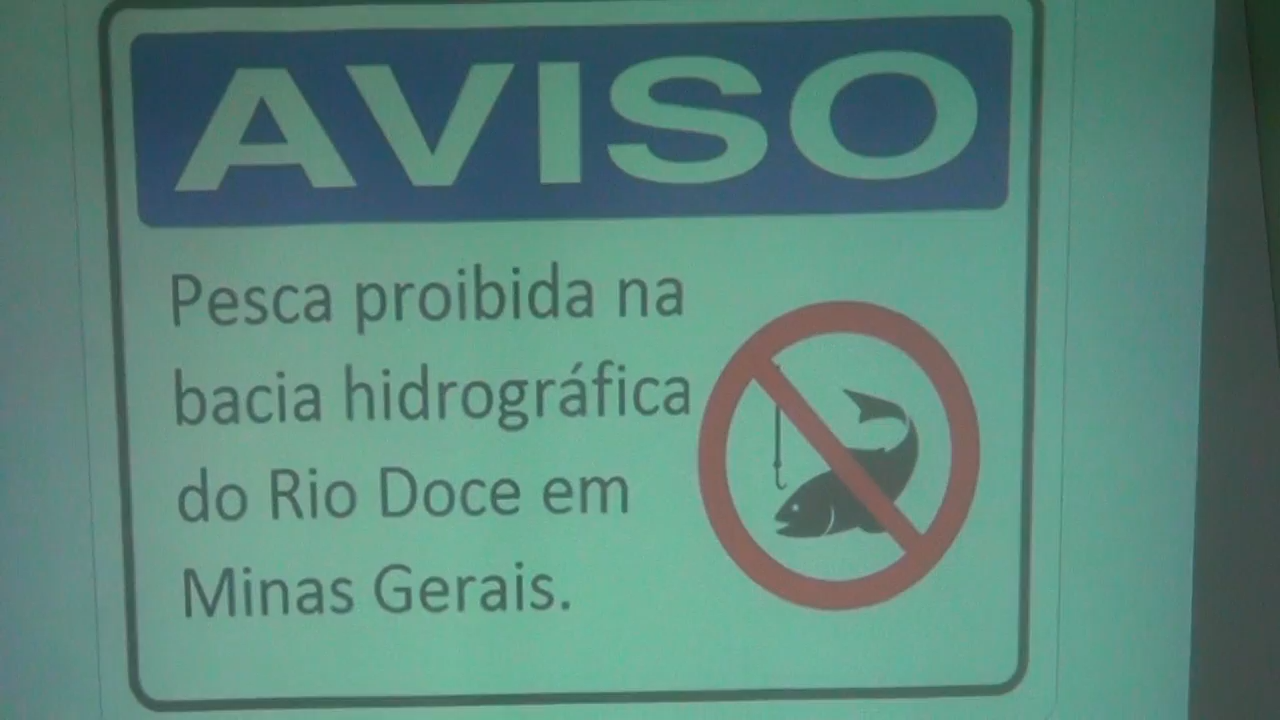 AVISO
Pesca proibida na
bacia hidrográfica
do Rio Doce em
Minas Gerais.